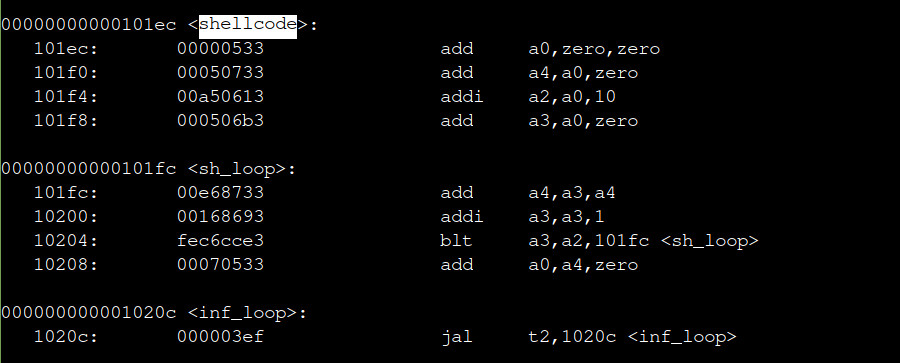 00000000000101ec <shellcode>:
101ec: 00000533 add a0,zero,zero
101f0: 00050733 add a4,a0,zero
101f4: 00a50613 addi a2,a0,10
101f8: 000506b3 add a3,a0,zero
00000000000101fc <sh_loop>:
101fc: 00e68733 add a4,a3,a4
10200: 00168693 addi a3,a3,1
10204: fec6cce3 blt a3,a2,101fc <sh_loop>
10208: 00070533 add a0,a4,zero
000000000001020c <inf_loop>:
1020c: 000003ef jal t2,1020c <inf_loop>